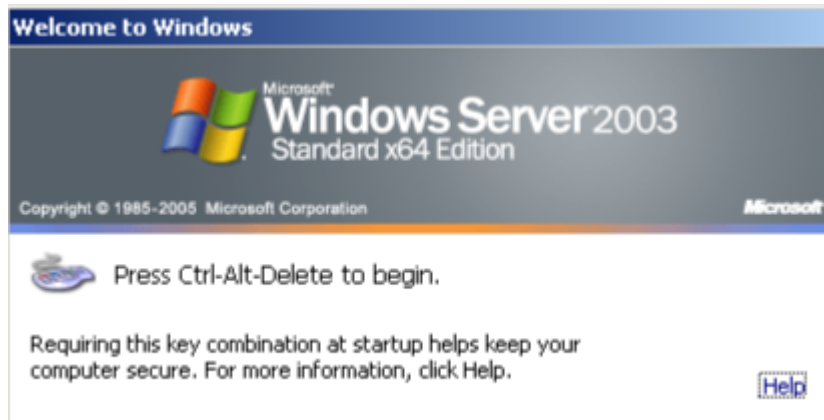 Welcome to Windows
Microsoft
Windows Server 2003
Standard x64 Edition
Copyright © 1985-2005 Microsoft Corporation
Microsoft
Press Ctrl-Alt-Delete to begin.
Requiring this key combination at startup helps keep your
computer secure. For more information, click Help.
Help